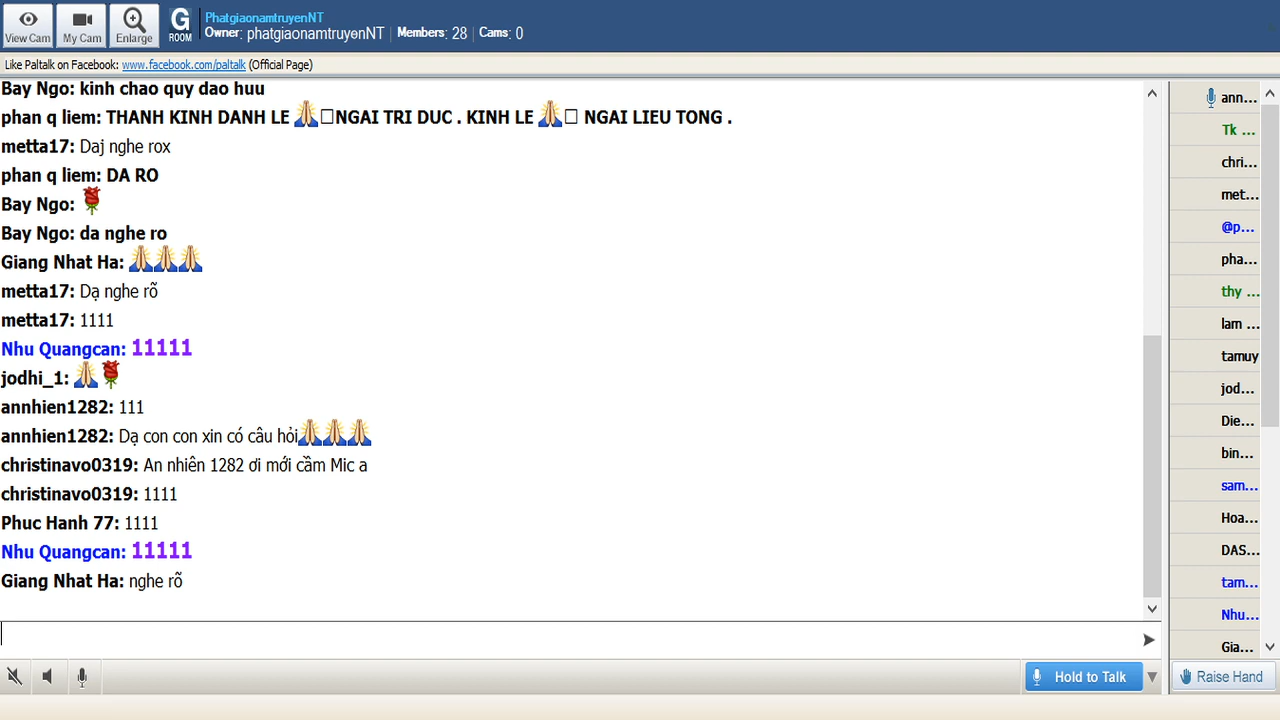 View Cam
My Cam
Enlarge
G ROOM
PhatgiaonamtruyenNT
Owner: phatgiaonamtruyenNT | Members: 28 | Cams: 0
Like Paltalk on Facebook: www.facebook.com/paltalk (Official Page)
Bay Ngo: kinh chao quy dao huu
phan q liem: THANH KINH DANH LE 🙏□NGAI TRI DUC . KINH LE 🙏□ NGAI LIEU TONG .
metta17: Daj nghe rox
phan q liem: DA RO
Bay Ngo: 🌹
Bay Ngo: da nghe ro
Giang Nhat Ha: 🙏🙏🙏
metta17: Dạ nghe rõ
metta17: 1111
Nhu Quangcan: 11111
jodhi_1: 🙏🌹
annhien1282: 111
annhien1282: Dạ con con xin có câu hỏi🙏🙏🙏
christinavo0319: An nhiên 1282 ơi mới cầm Mic a
christinavo0319: 1111
Phuc Hanh 77: 1111
Nhu Quangcan: 11111
Giang Nhat Ha: nghe rõ
ann...
Tk ...
chri...
met...
@p...
pha...
thy ...
lam ...
tamuy
jod...
Die...
bin...
sam...
Hoa...
DAS...
tam...
Nhu...
Gia...
Hold to Talk
Raise Hand